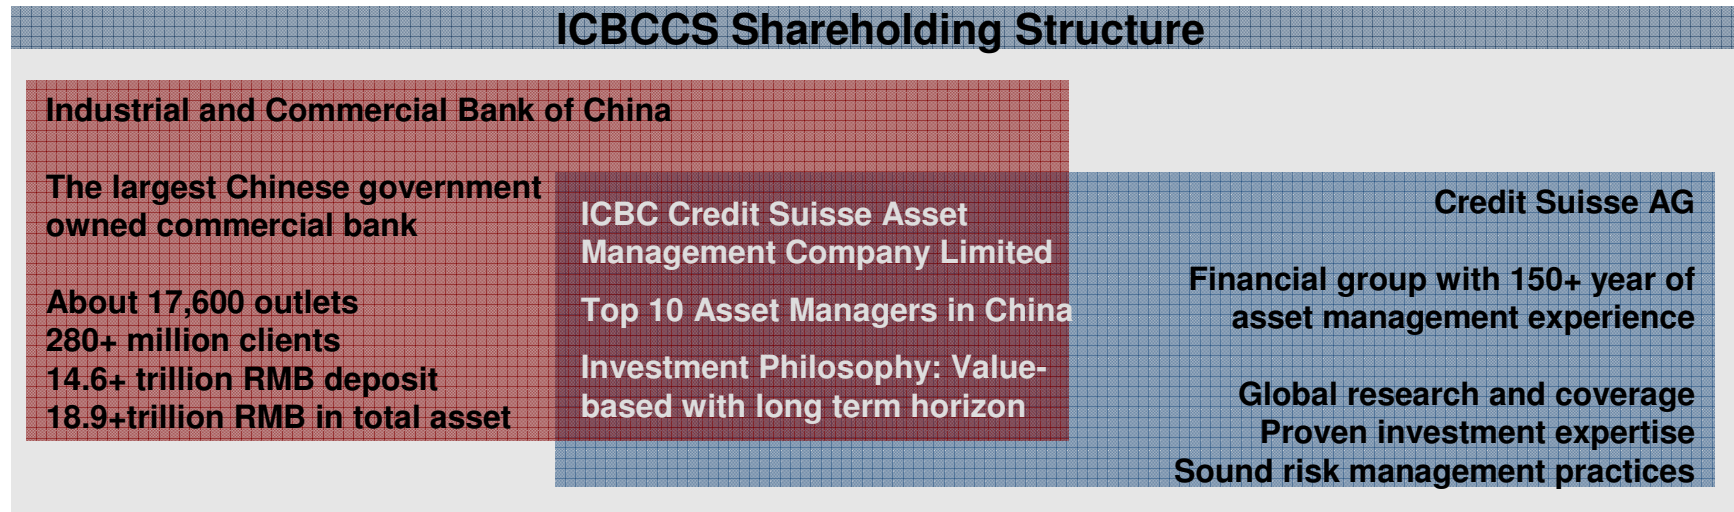 ICBCCS Shareholding Structure
Industrial and Commercial Bank of China
The largest Chinese government
owned commercial bank
About 17,600 outlets
280+ million clients
14.6+ trillion RMB deposit
18.9+trillion RMB in total asset
ICBC Credit Suisse Asset
Management Company Limited
Top 10 Asset Managers in China
Investment Philosophy: Value-
based with long term horizon
Credit Suisse AG
Financial group with 150+ year of
asset management experience
Global research and coverage
Proven investment expertise
Sound risk management practices